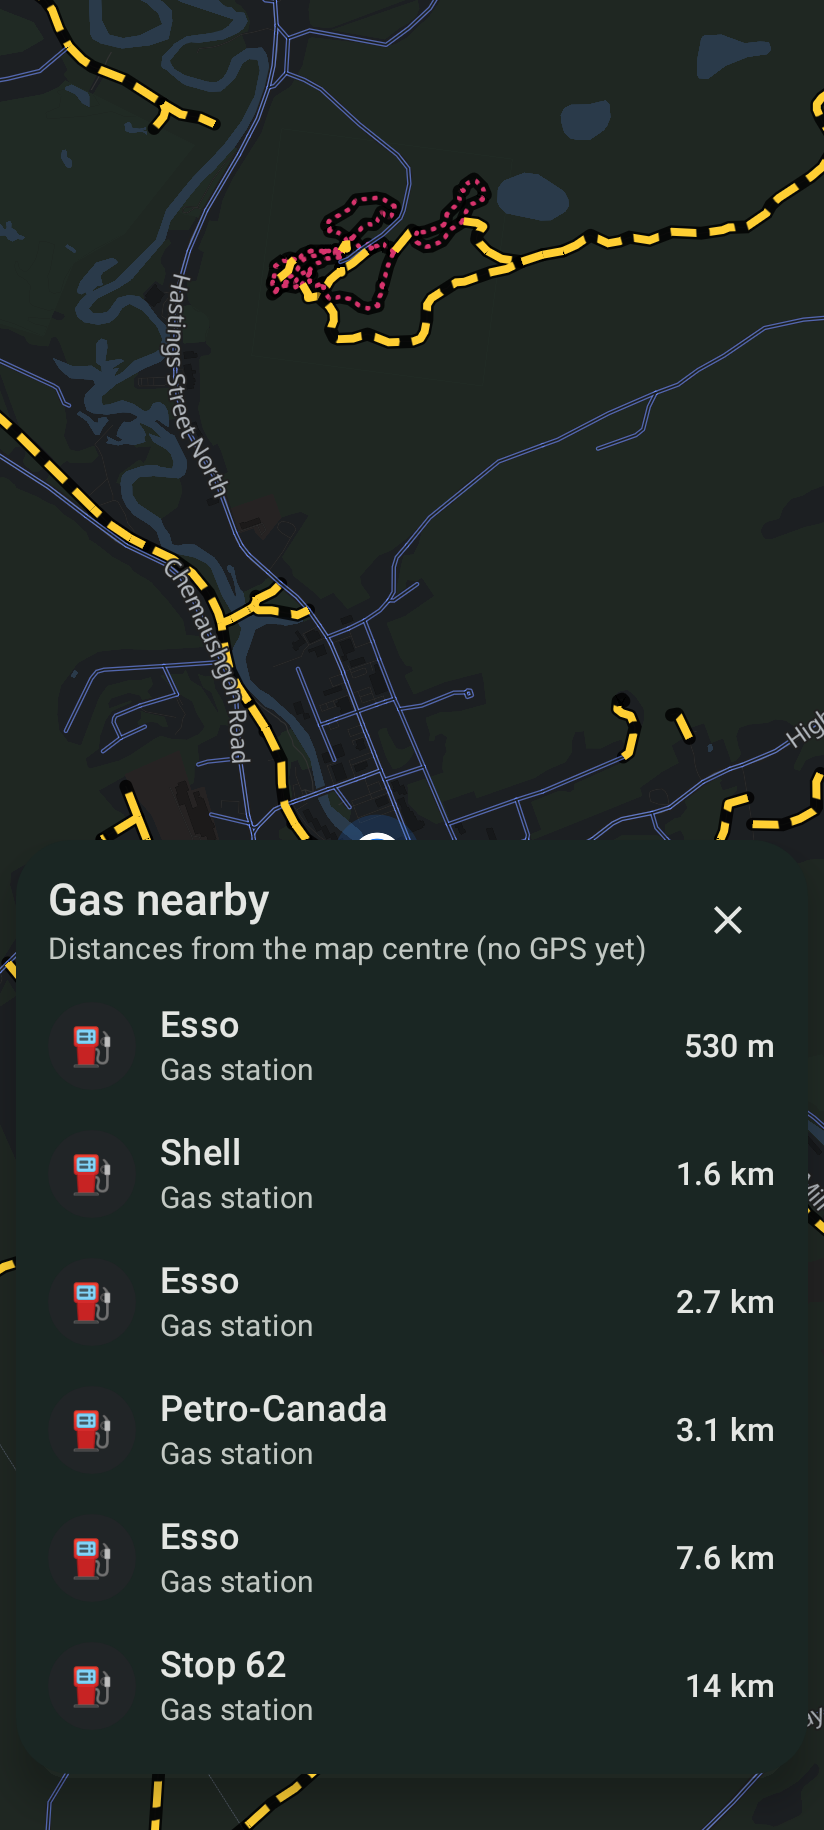 Hastings Street North
Chemaushgon Road
High
Gas nearby
Distances from the map centre (no GPS yet)
Esso
Gas station
530 m
Shell
Gas station
1.6 km
Esso
Gas station
2.7 km
Petro-Canada
Gas station
3.1 km
Esso
Gas station
7.6 km
Stop 62
Gas station
14 km